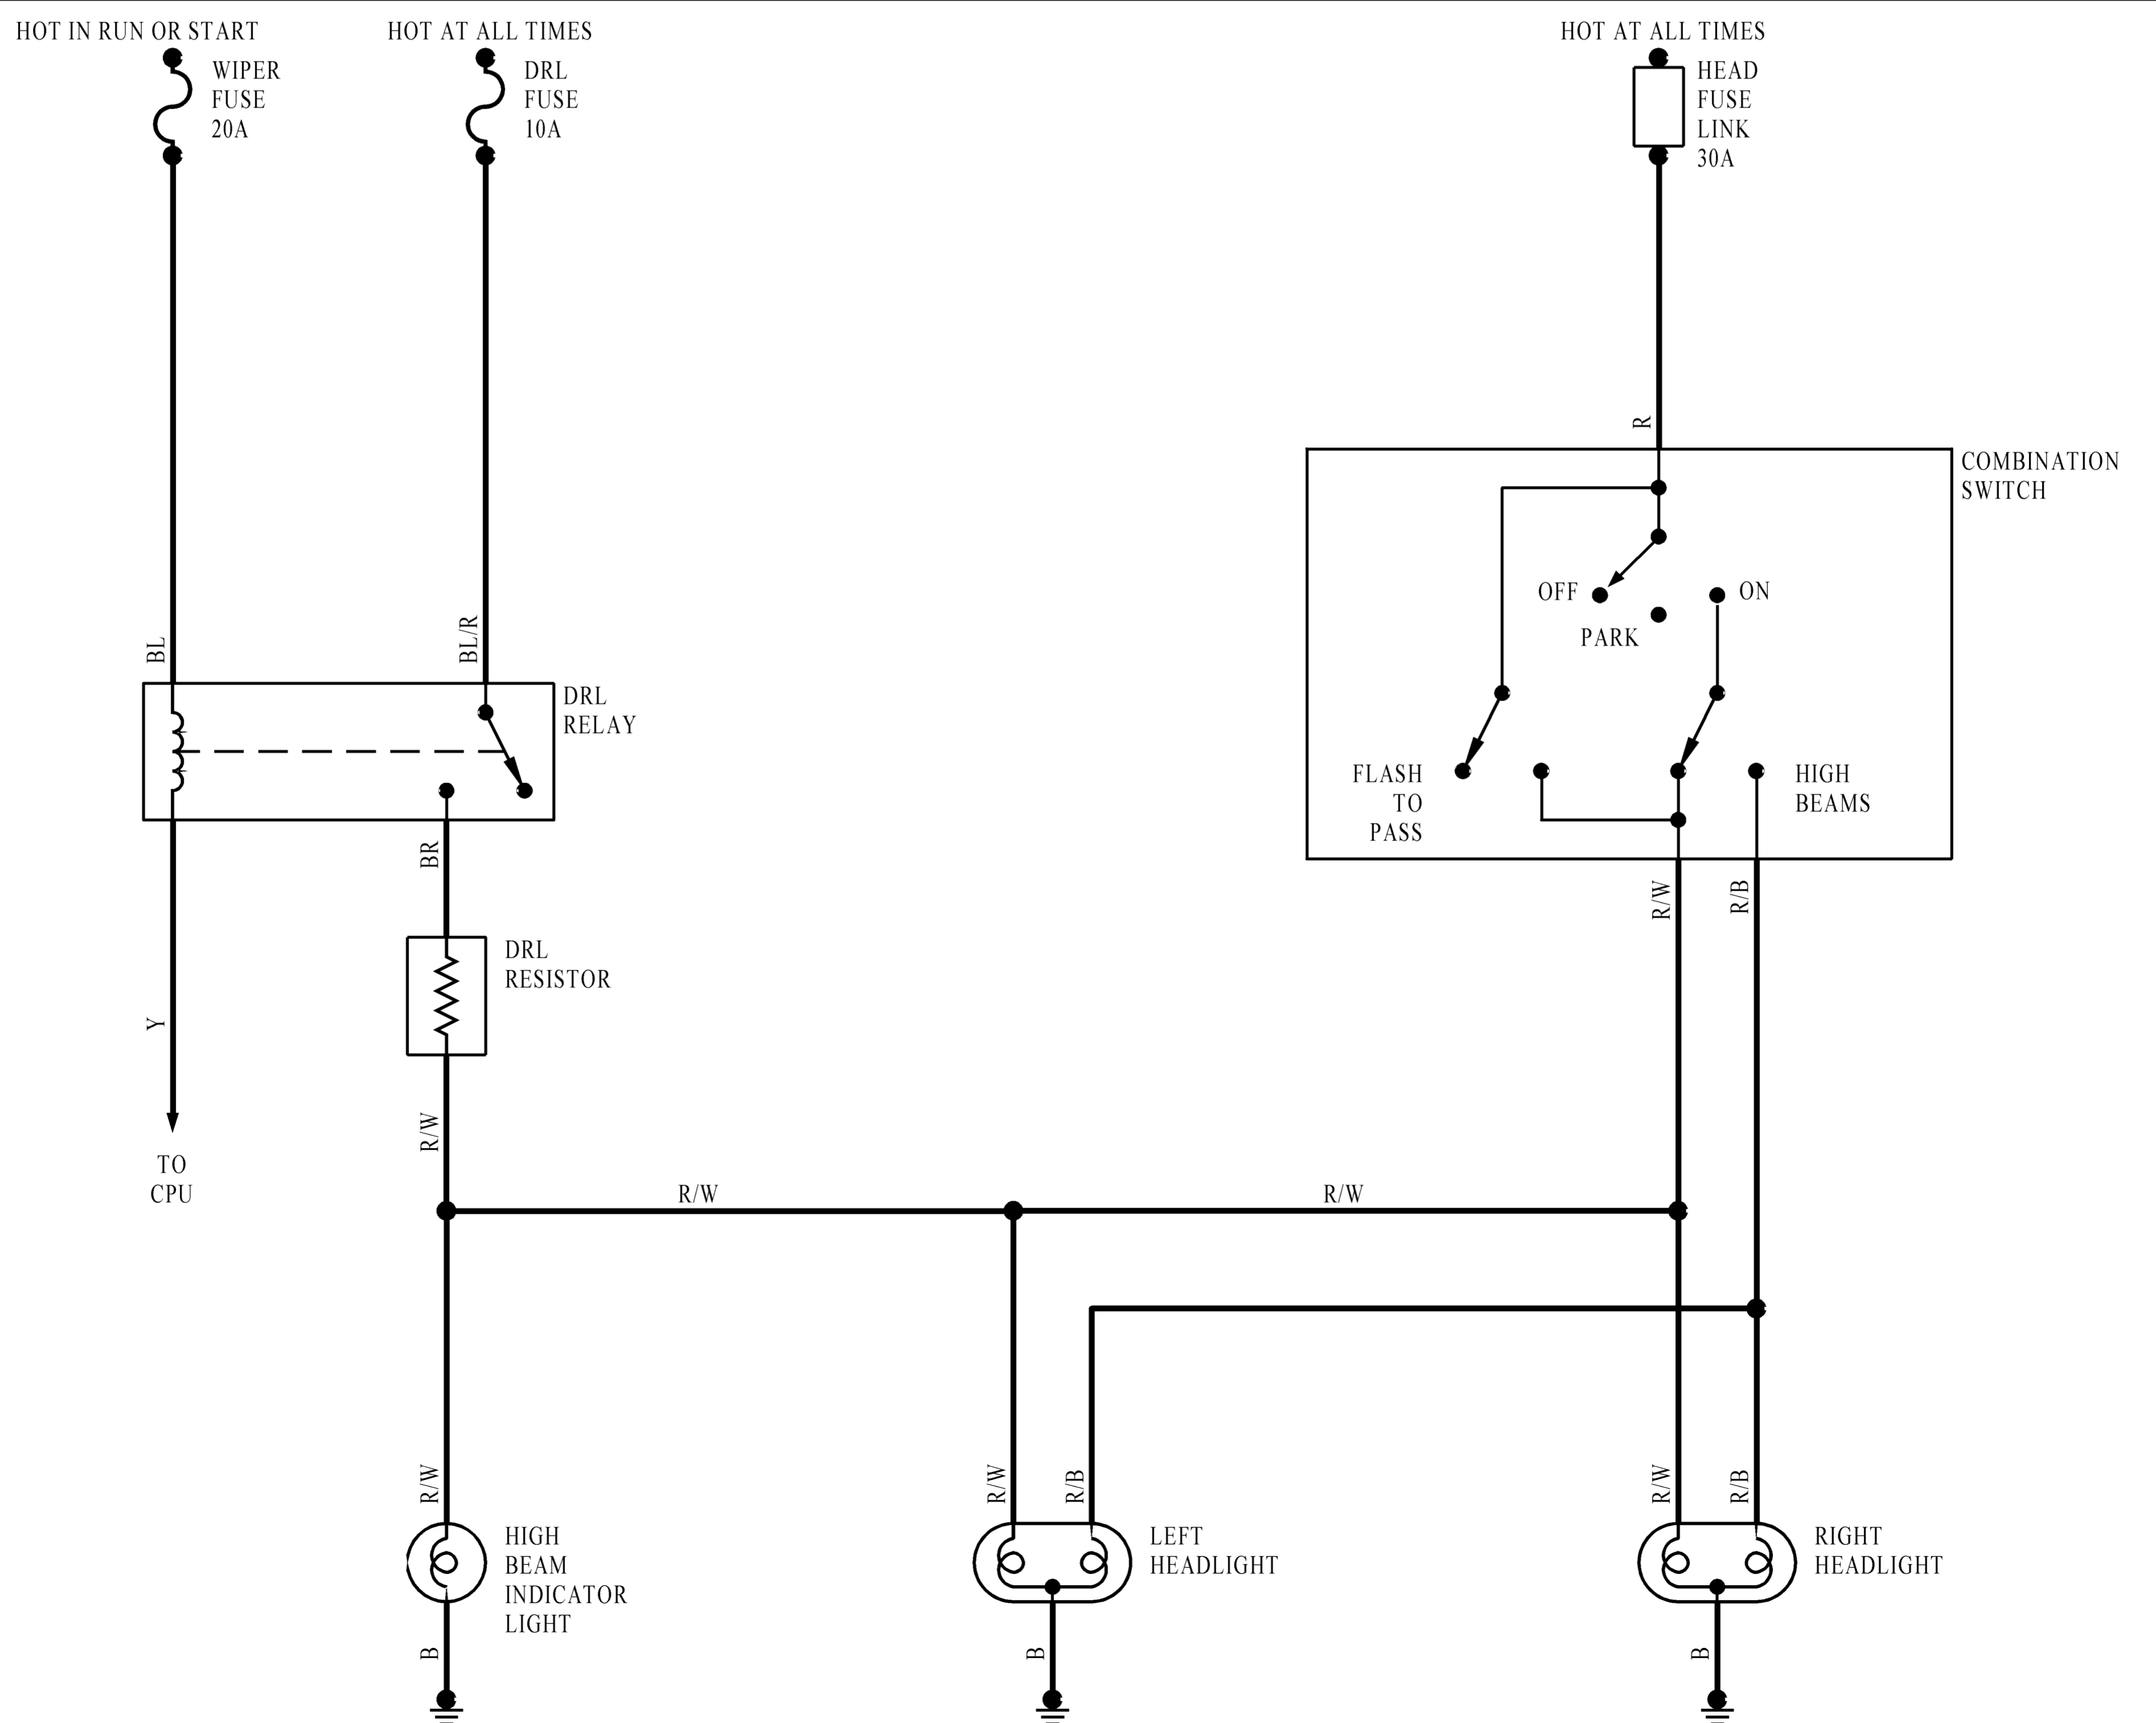 HOT IN RUN OR START
WIPER
FUSE
20A
HOT AT ALL TIMES
DRL
FUSE
10A
HOT AT ALL TIMES
HEAD
FUSE
LINK
30A
R
COMBINATION
SWITCH
OFF
ON
PARK
BL
BL/R
DRL
RELAY
FLASH
TO
PASS
HIGH
BEAMS
BR
R/W
R/B
DRL
RESISTOR
Y
R/W
TO
CPU
R/W
R/W
R/W
R/W
R/B
R/W
R/B
HIGH
BEAM
INDICATOR
LIGHT
LEFT
HEADLIGHT
RIGHT
HEADLIGHT
B
B
B